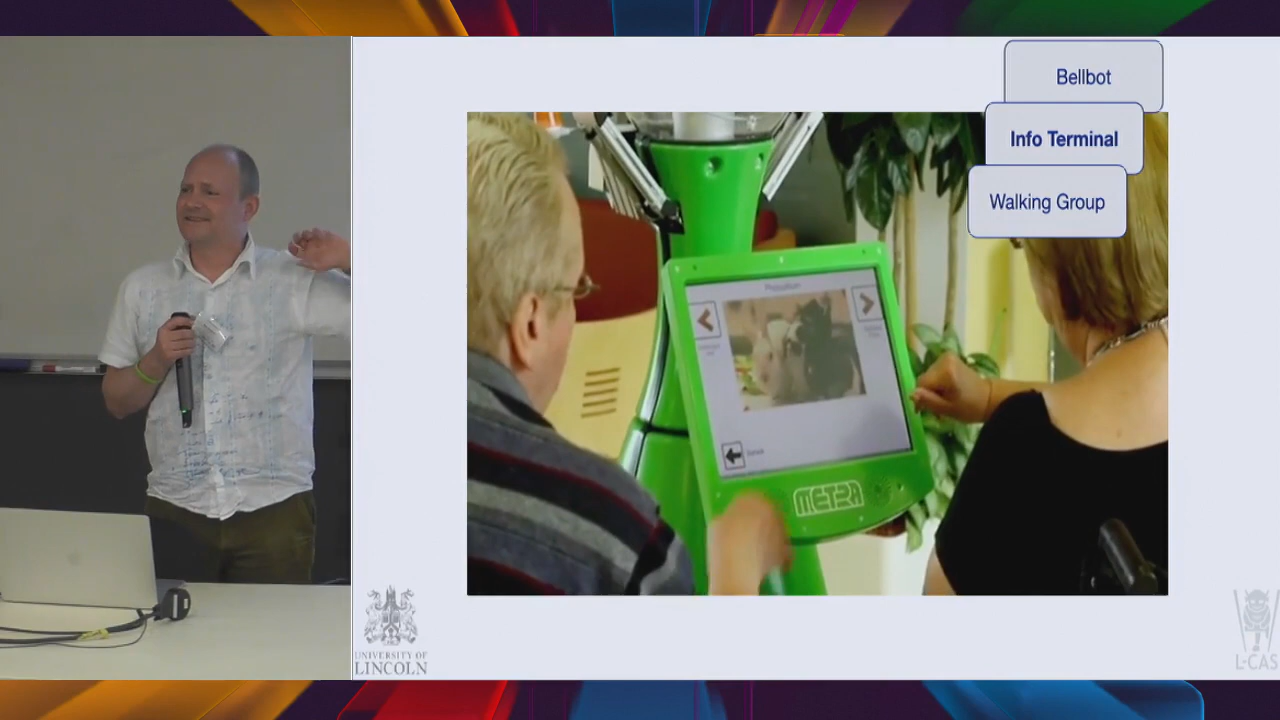 Bellbot
Info Terminal
Walking Group
METRA
UNIVERSITY OF
LINCOLN
L-CAS